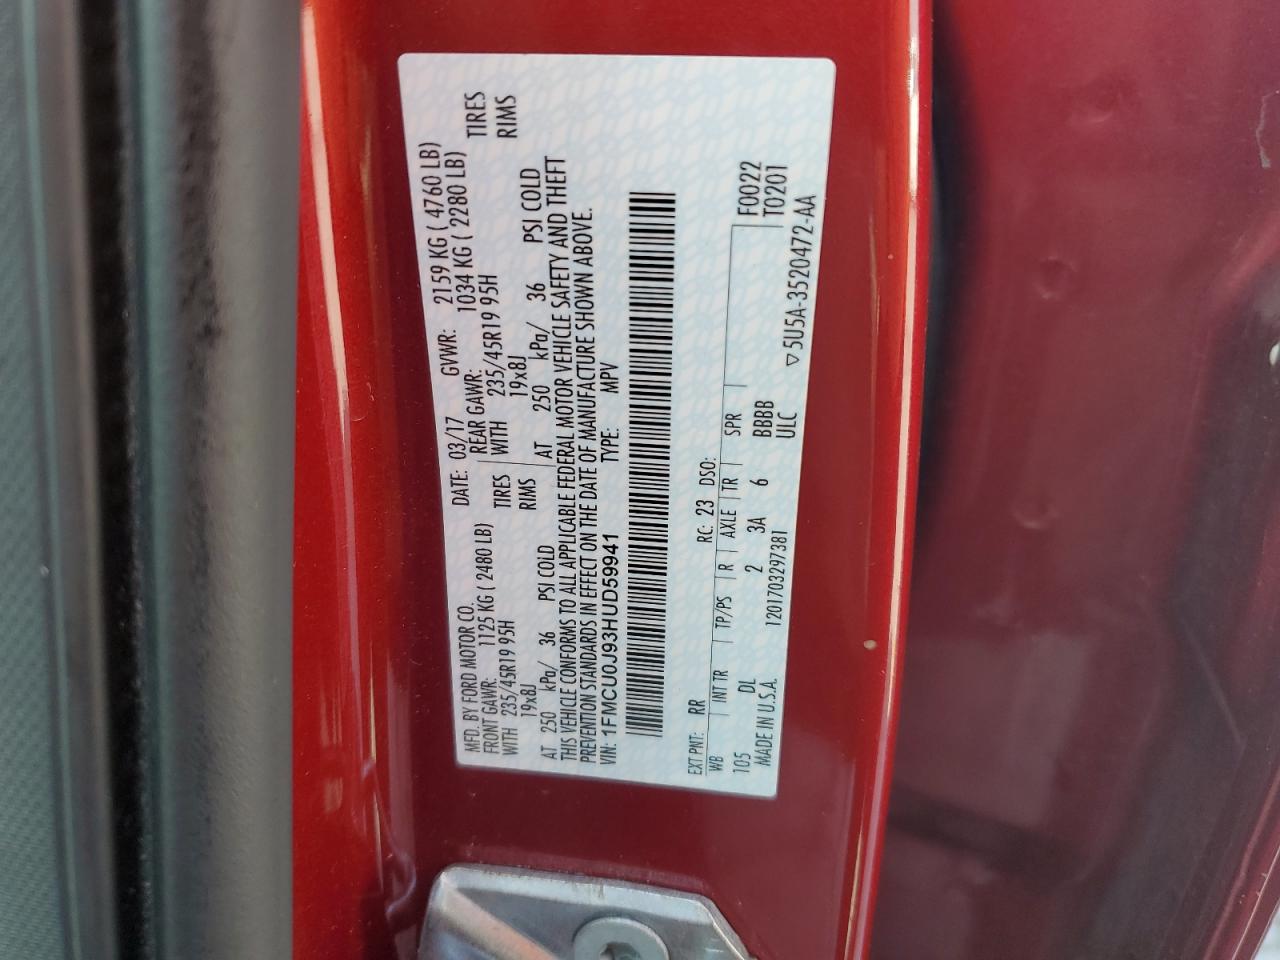 MFD. BY FORD MOTOR CO.
DATE: 03/17 GVWR: 2159 KG ( 4760 LB)
FRONT GAWR: 1125 KG ( 2480 LB) REAR GAWR: 1034 KG ( 2280 LB)
WITH 235/45R19 95H TIRES WITH 235/45R19 95H TIRES
19x8J RIMS 19x8J RIMS
AT 250 kPa/ 36 PSI COLD AT 250 kPa/ 36 PSI COLD
THIS VEHICLE CONFORMS TO ALL APPLICABLE FEDERAL MOTOR VEHICLE SAFETY AND THEFT
PREVENTION STANDARDS IN EFFECT ON THE DATE OF MANUFACTURE SHOWN ABOVE.
VIN: 1FMCU0J93HUD59941 TYPE: MPV
EXT PNT: RR RC: 23 DSO:
WB INT TR TP/PS R AXLE TR SPR F0022
105 DL 2 3A 6 BBBB T0201
ULC
MADE IN U.S.A. 1201703297381 ▽5U5A-3520472-AA